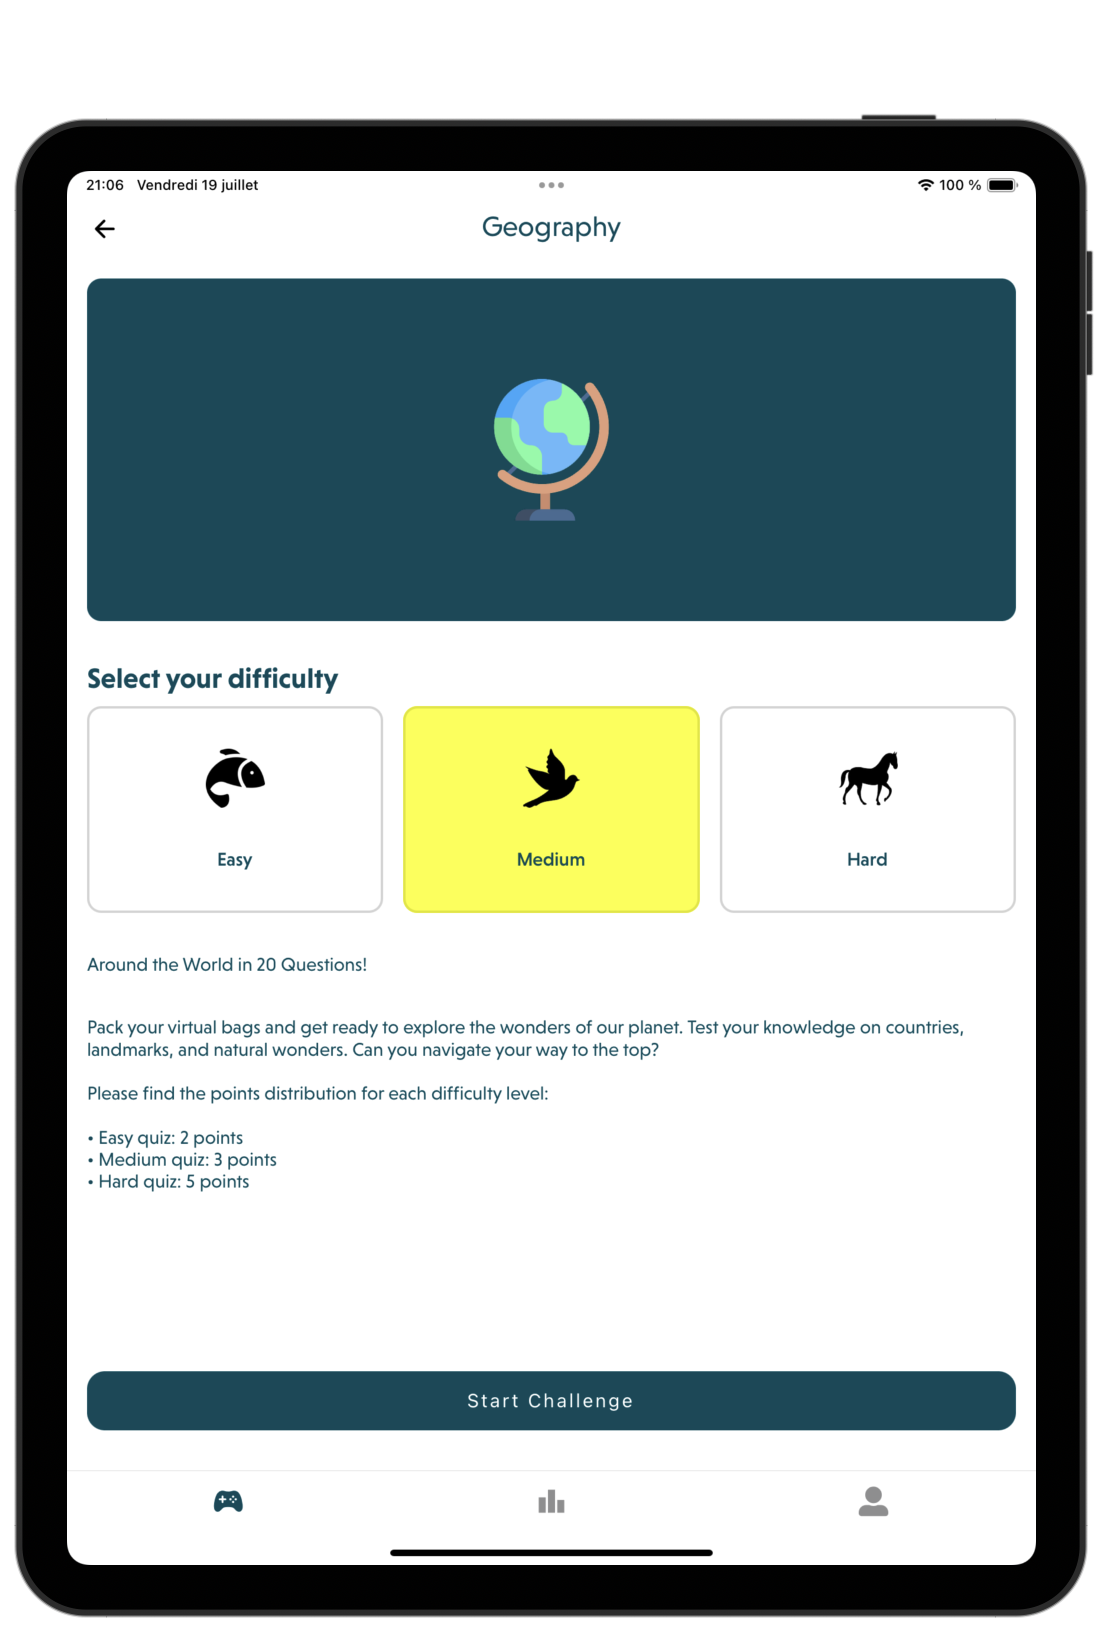 21:06 Vendredi 19 juillet
100 %
Geography
Select your difficulty
Easy
Medium
Hard
Around the World in 20 Questions!
Pack your virtual bags and get ready to explore the wonders of our planet. Test your knowledge on countries,
landmarks, and natural wonders. Can you navigate your way to the top?
Please find the points distribution for each difficulty level:
• Easy quiz: 2 points
• Medium quiz: 3 points
• Hard quiz: 5 points
Start Challenge